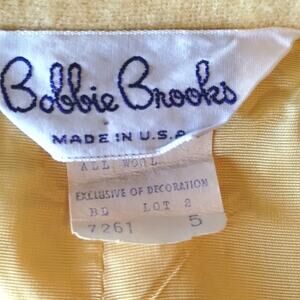 Bobbie Brooks
MADE IN U.S.A.
ALL WOOL
EXCLUSIVE OF DECORATION
BD LOT 2
7261 5